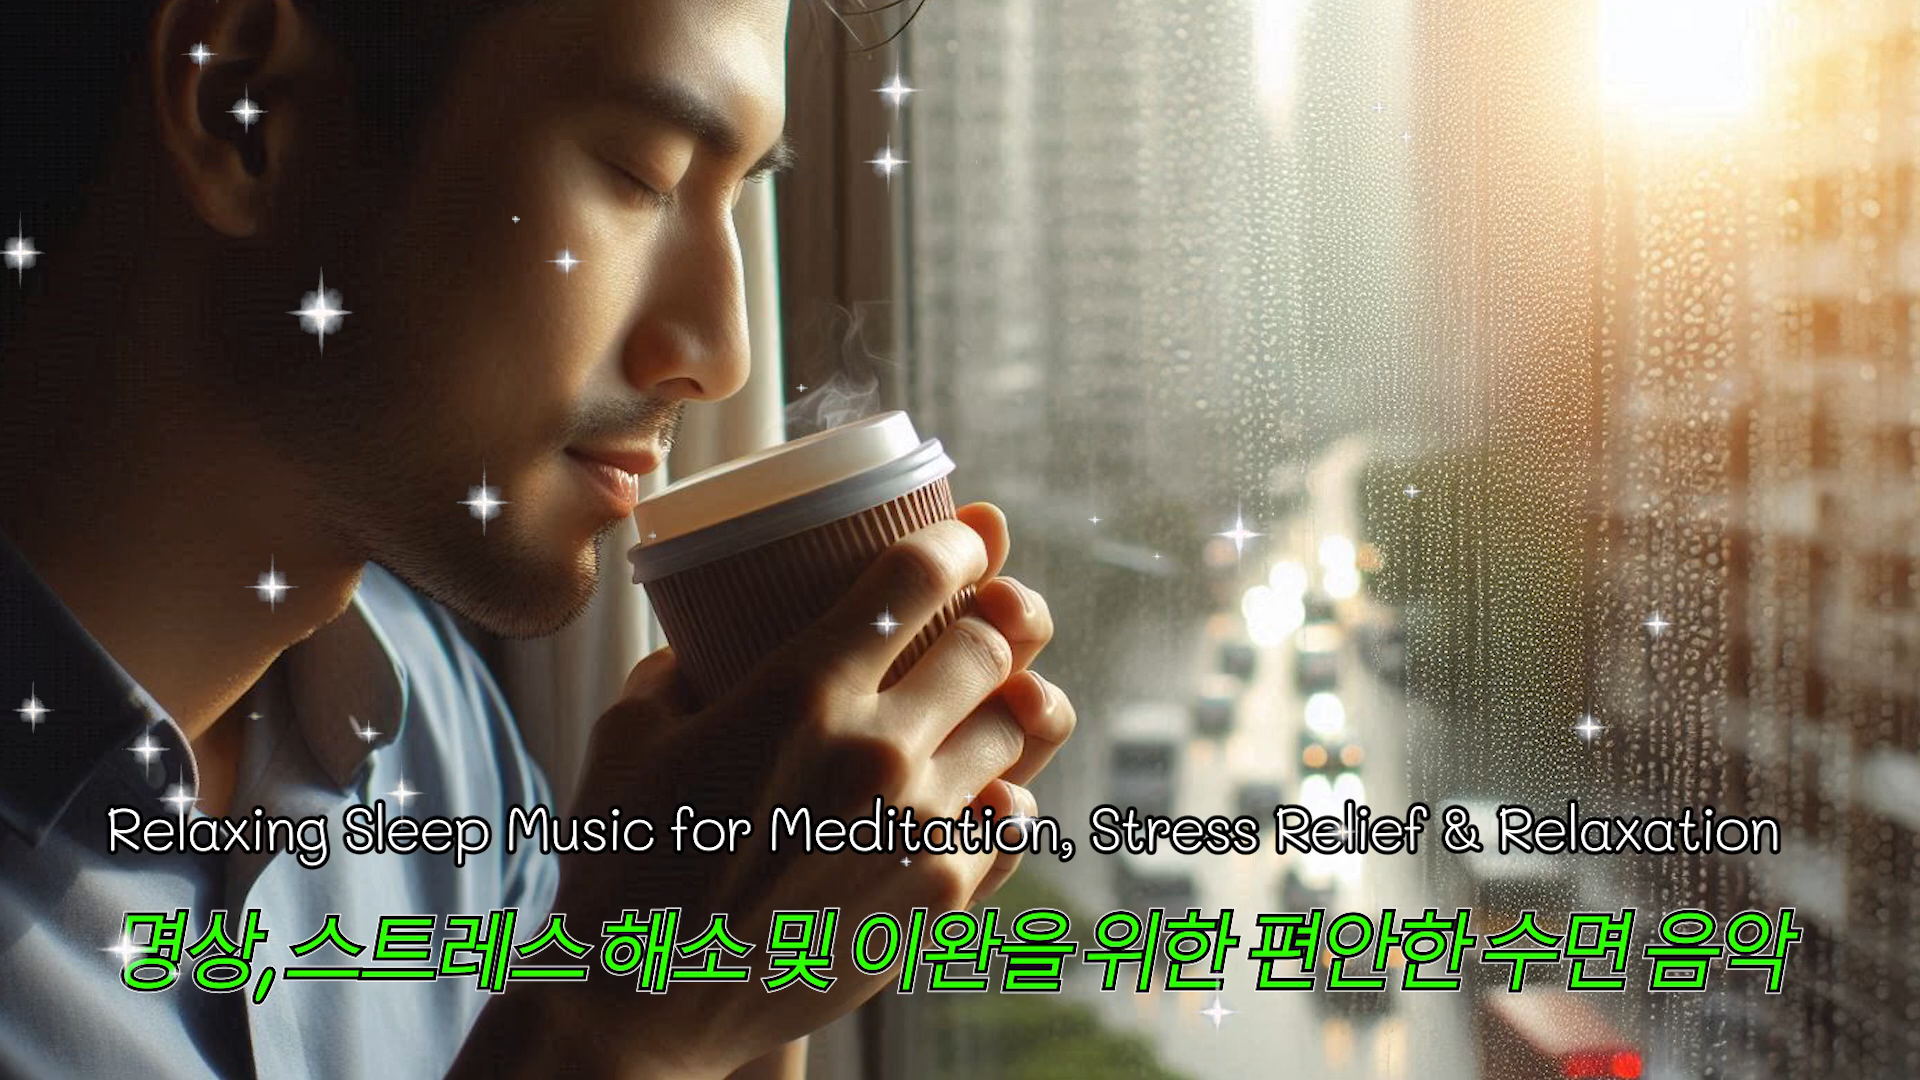 Relaxing Sleep Music for Meditation, Stress Relief & Relaxation
명상, 스트레스 해소 및 이완을 위한 편안한 수면 음악